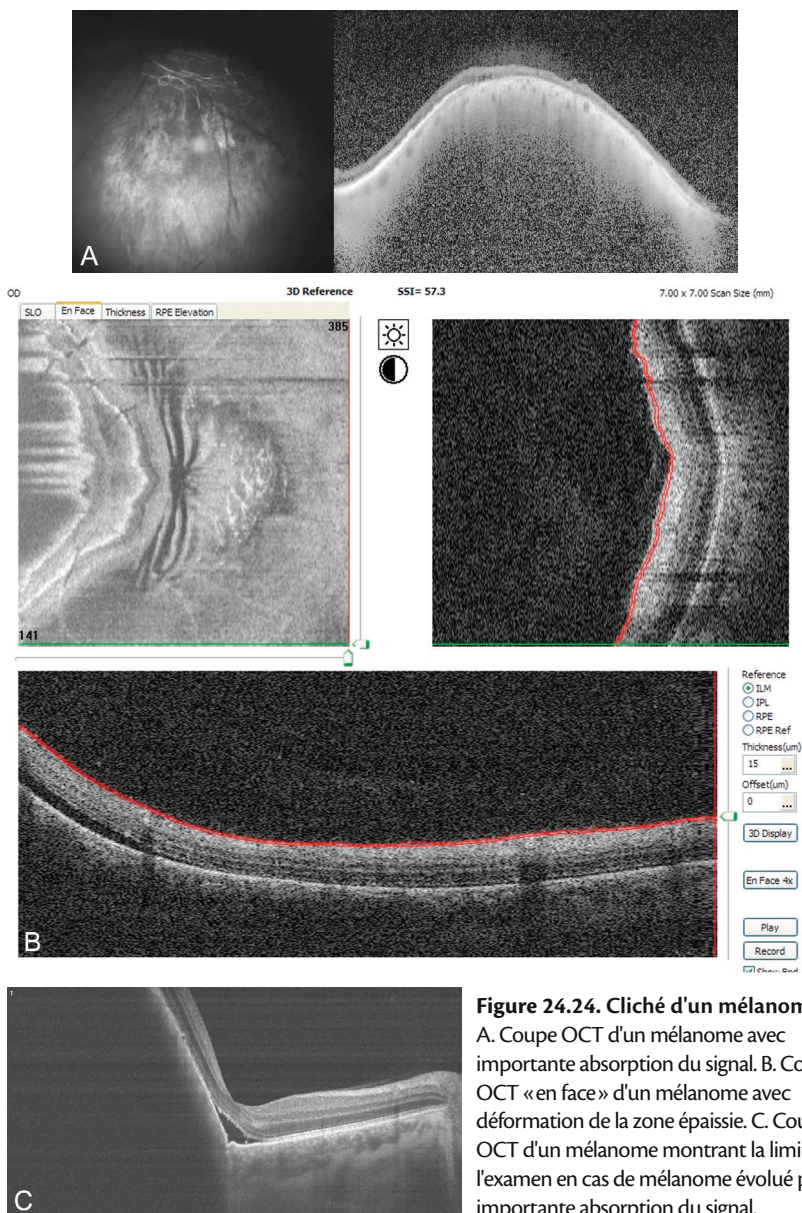 A
OD
3D Reference
SSI= 57.3
7.00 x 7.00 Scan Size (mm)
SLO
En Face
Thickness
RPE Elevation
385
141
Reference
ILM
IPL
RPE
RPE Ref
Thickness(um)
15
...
Offset(um)
0
...
3D Display
En Face 4x
Play
Record
B
1
C
Figure 24.24. Cliché d'un mélanom
A. Coupe OCT d'un mélanome avec
importante absorption du signal. B. Co
OCT «en face» d'un mélanome avec
déformation de la zone épaissie. C. Cou
OCT d'un mélanome montrant la limi
l'examen en cas de mélanome évolué p
importante absorption du signal.